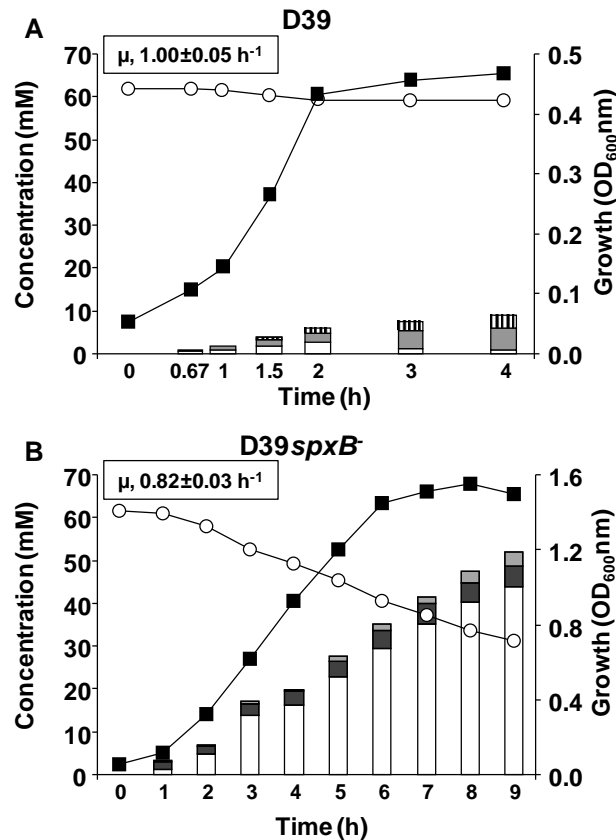 A
D39
μ, 1.00±0.05 h-1
70
60
50
40
30
20
10
0
Concentration (mM)
0.5
0.4
0.3
0.2
0.1
0.0
Growth (OD600nm)
0 0.67 1 1.5 2 3 4
Time (h)
B
D39spxB-
μ, 0.82±0.03 h-1
70
60
50
40
30
20
10
0
Concentration (mM)
1.6
1.2
0.8
0.4
0.0
Growth (OD600nm)
0 1 2 3 4 5 6 7 8 9
Time (h)